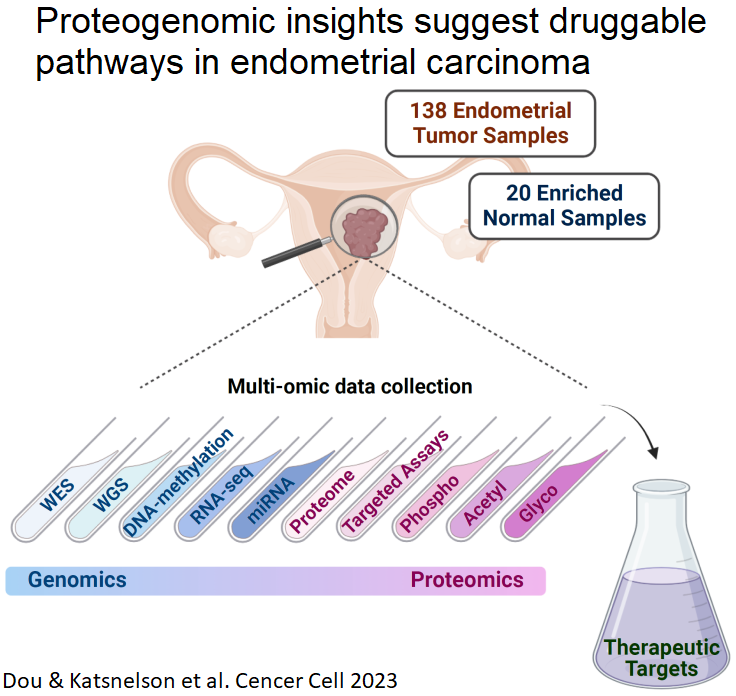 Proteogenomic insights suggest druggable
pathways in endometrial carcinoma
138 Endometrial
Tumor Samples
20 Enriched
Normal Samples
Multi-omic data collection
WES
WGS
DNA-methylation
RNA-seq
miRNA
Proteome
Targeted Assays
Phospho
Acetyl
Glyco
Genomics
Proteomics
Therapeutic
Targets
Dou & Katsnelson et al. Cencer Cell 2023